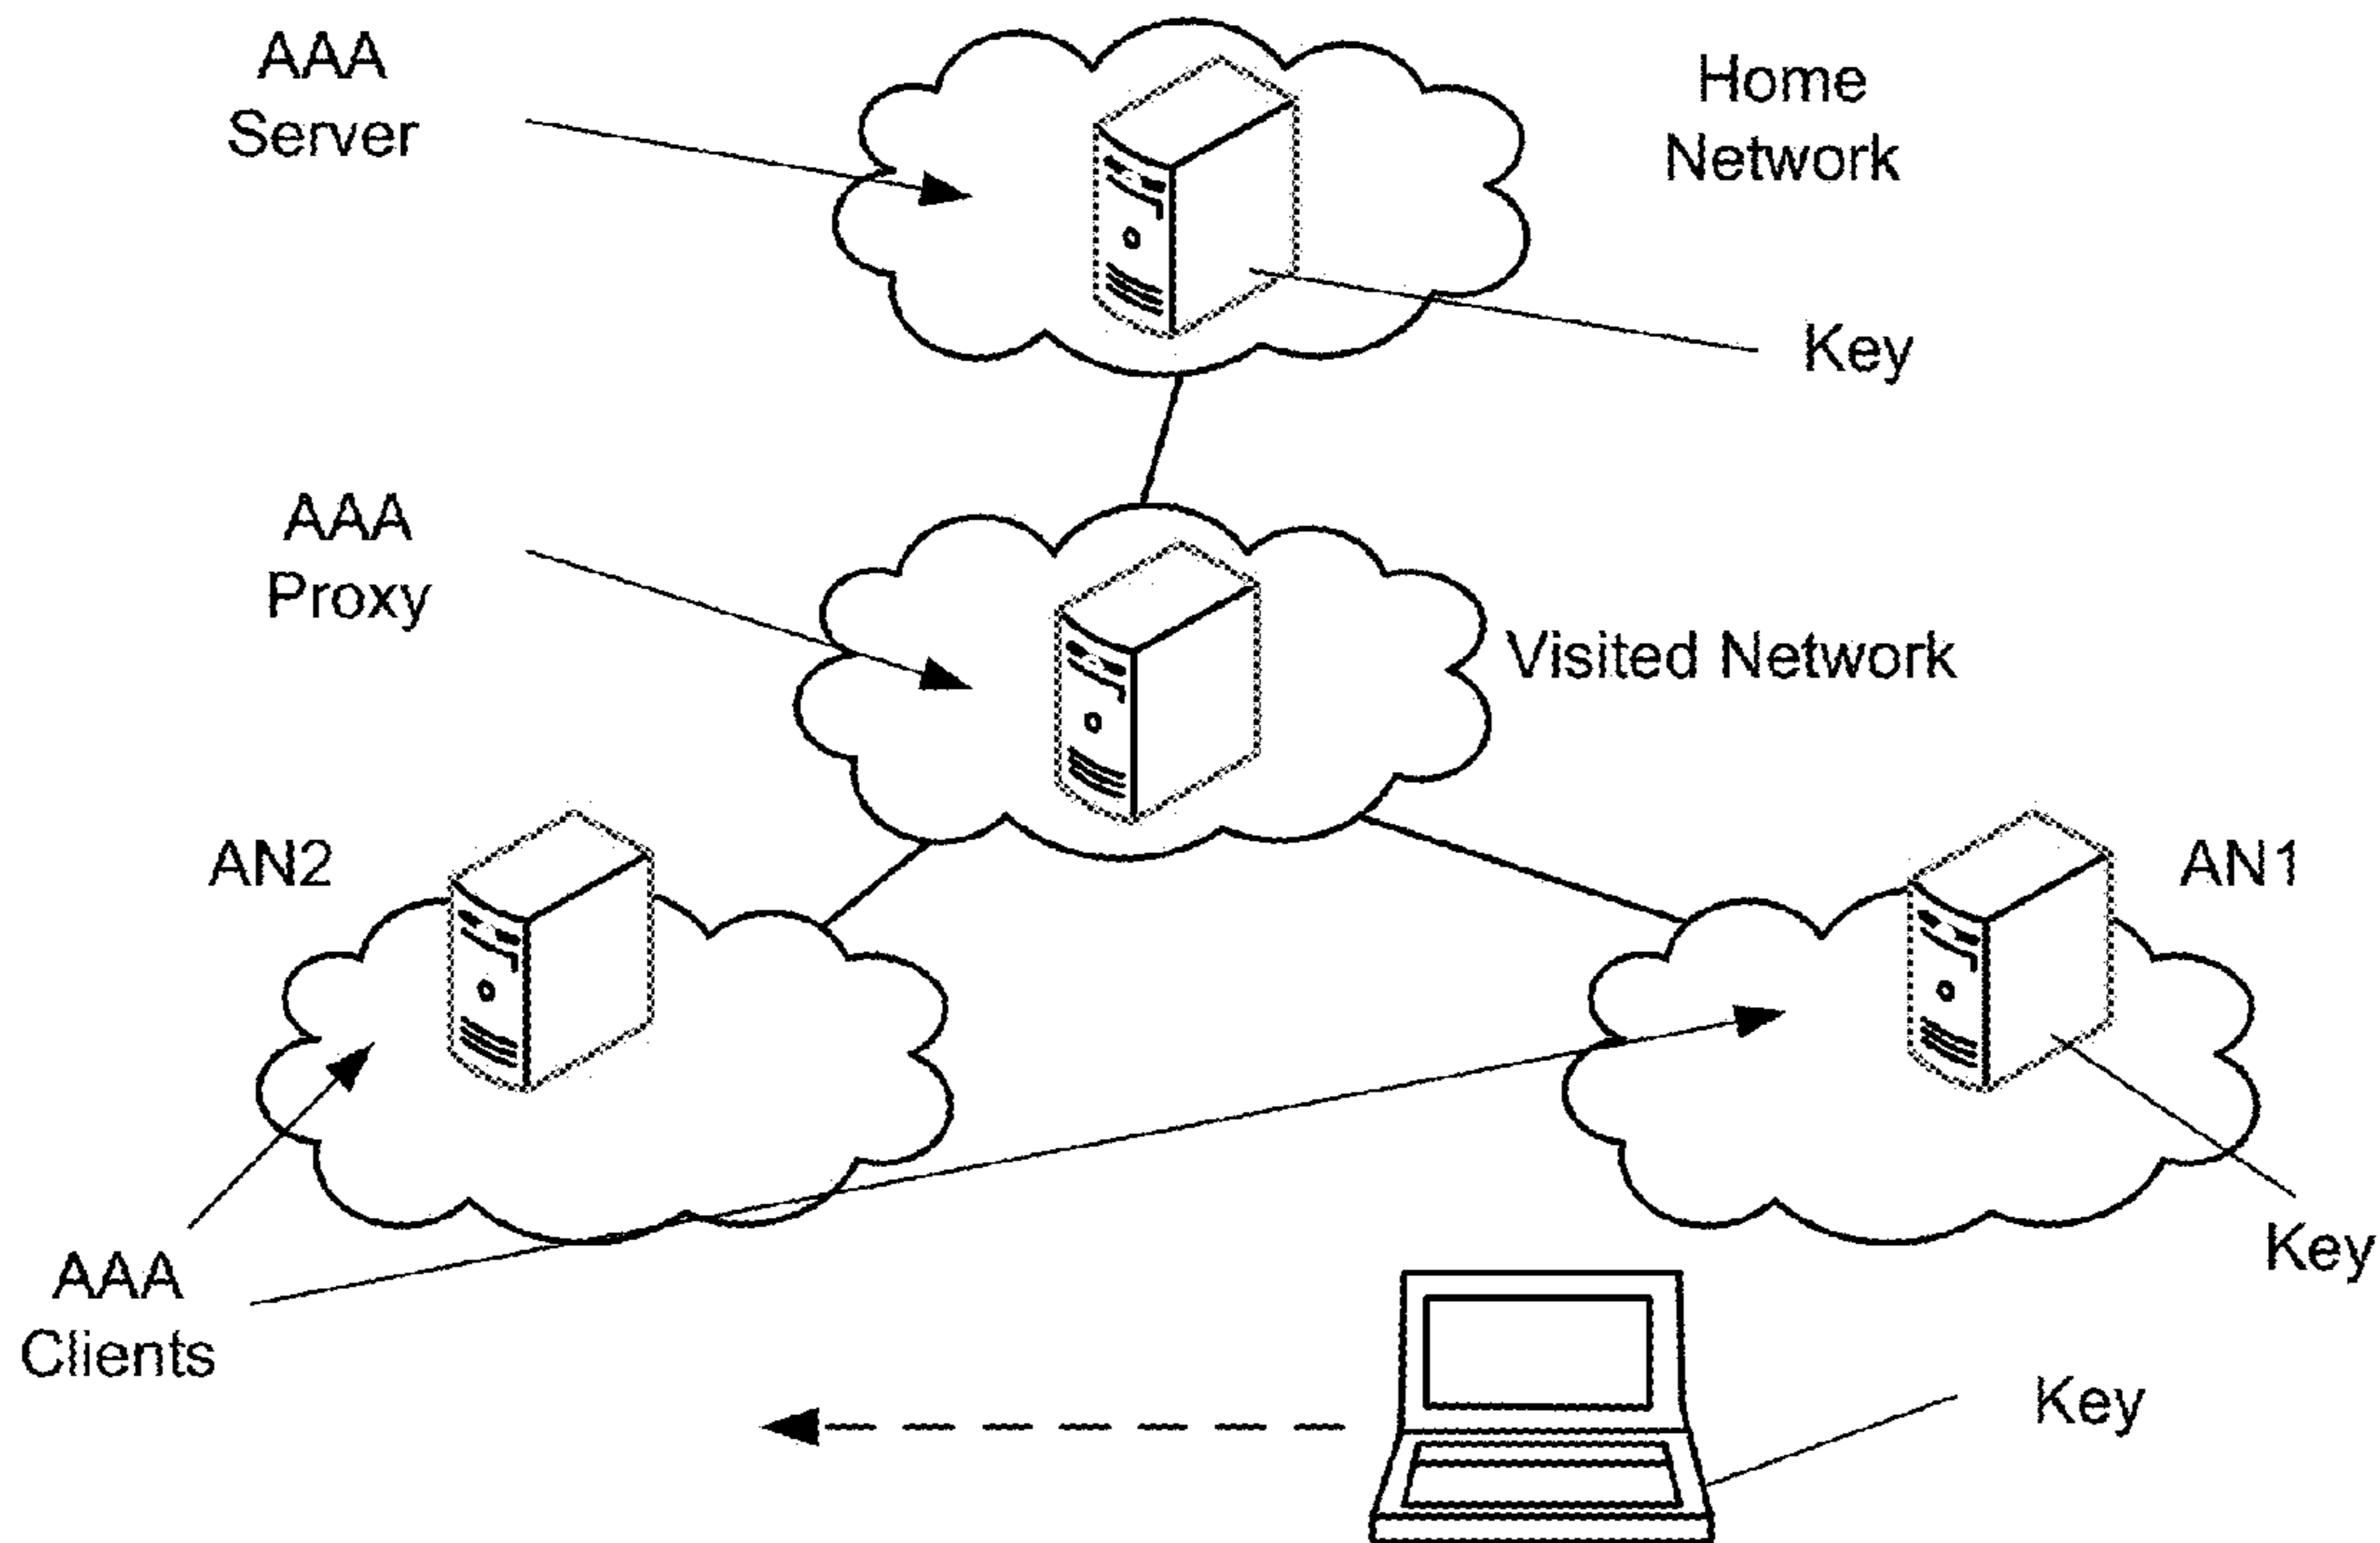 AAA
Server
Home
Network
Key
AAA
Proxy
Visited Network
AN2
AN1
Key
AAA
Clients
Key